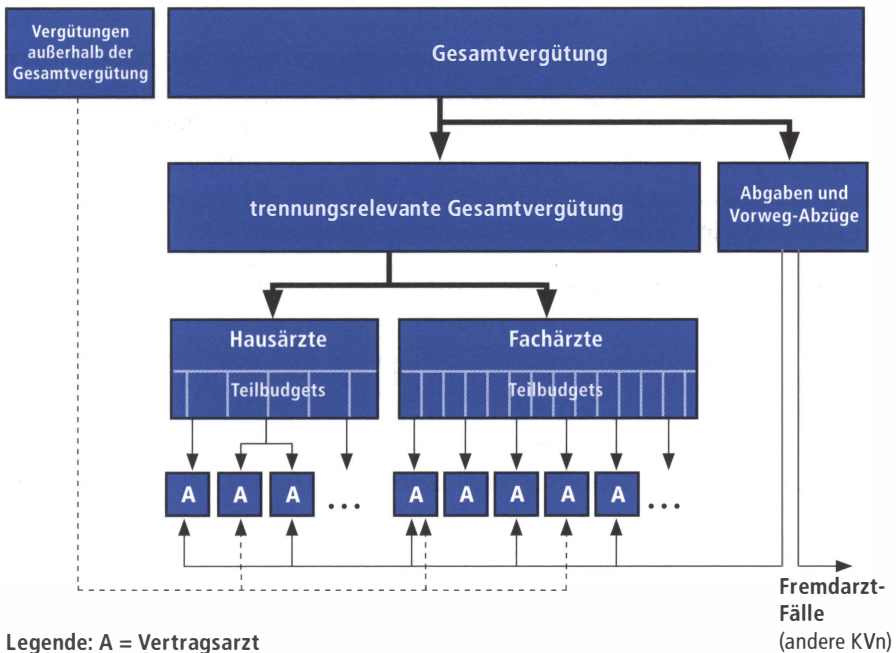 Vergütungen
außerhalb der
Gesamtvergütung
Gesamtvergütung
trennungsrelevante Gesamtvergütung
Abgaben und
Vorweg-Abzüge
Hausärzte
Teilbudgets
Fachärzte
Teilbudgets
A A A ... A A A A A ...
Fremdarzt-
Fälle
(andere KVn)
Legende: A = Vertragsarzt